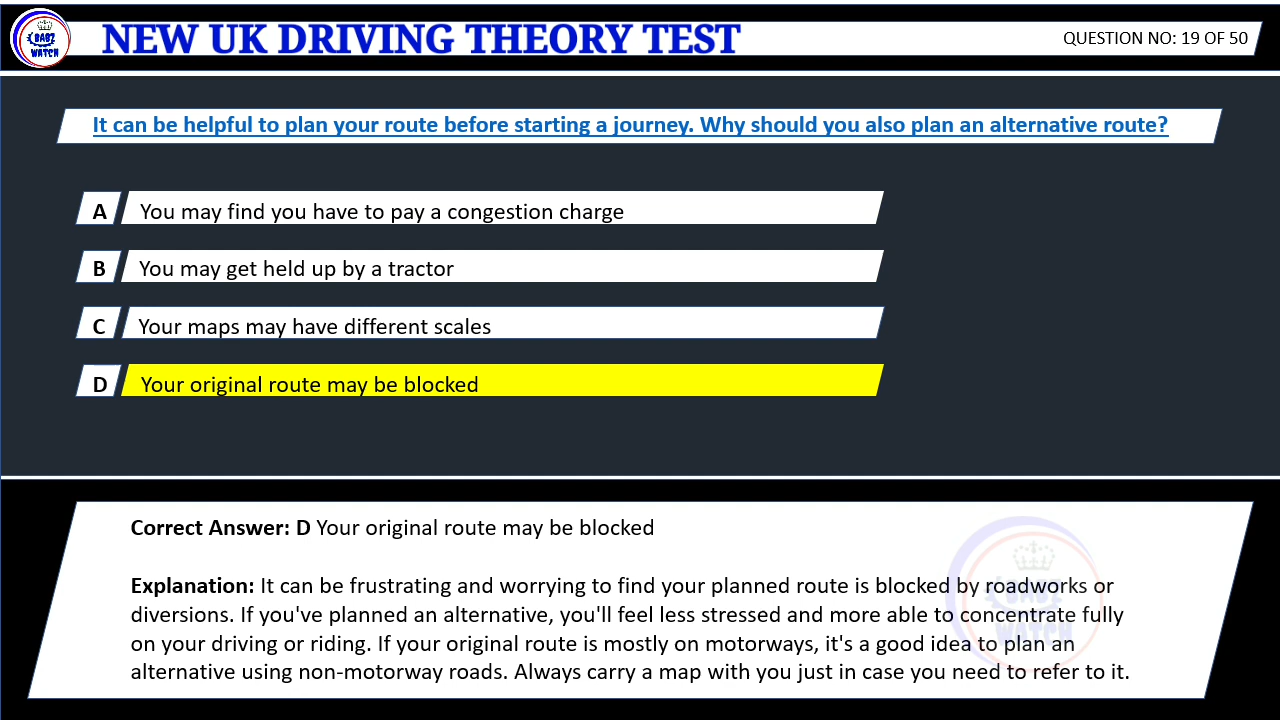 BABZ
WATCH
NEW UK DRIVING THEORY TEST
QUESTION NO: 19 OF 50
It can be helpful to plan your route before starting a journey. Why should you also plan an alternative route?
A You may find you have to pay a congestion charge
B You may get held up by a tractor
C Your maps may have different scales
D Your original route may be blocked
Correct Answer: D Your original route may be blocked
Explanation: It can be frustrating and worrying to find your planned route is blocked by roadworks or
diversions. If you've planned an alternative, you'll feel less stressed and more able to concentrate fully
on your driving or riding. If your original route is mostly on motorways, it's a good idea to plan an
alternative using non-motorway roads. Always carry a map with you just in case you need to refer to it.
BABZ
WATCH